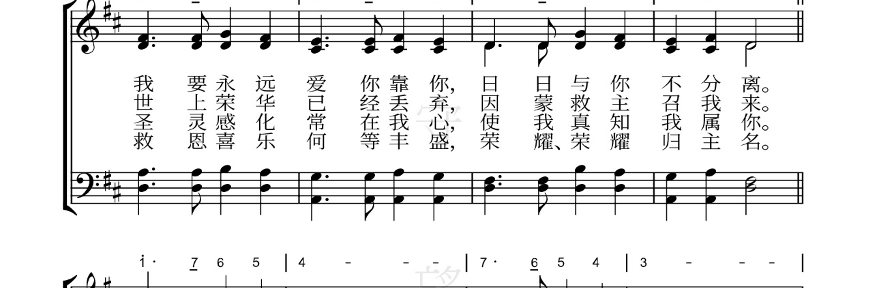 我 要 永 远 爱 你 靠 你， 日 日 与 你 不 分 离。
世 上 荣 华 已 经 丢 弃， 因 蒙 救 主 召 我 来。
圣 灵 感 化 常 在 我 心， 使 我 真 知 我 属 你。
救 恩 喜 乐 何 等 丰 盛， 荣 耀、 荣 耀 归 主 名。
1· 7 6 5 | 4 - - - | 7· 6 5 4 | 3 - - - |